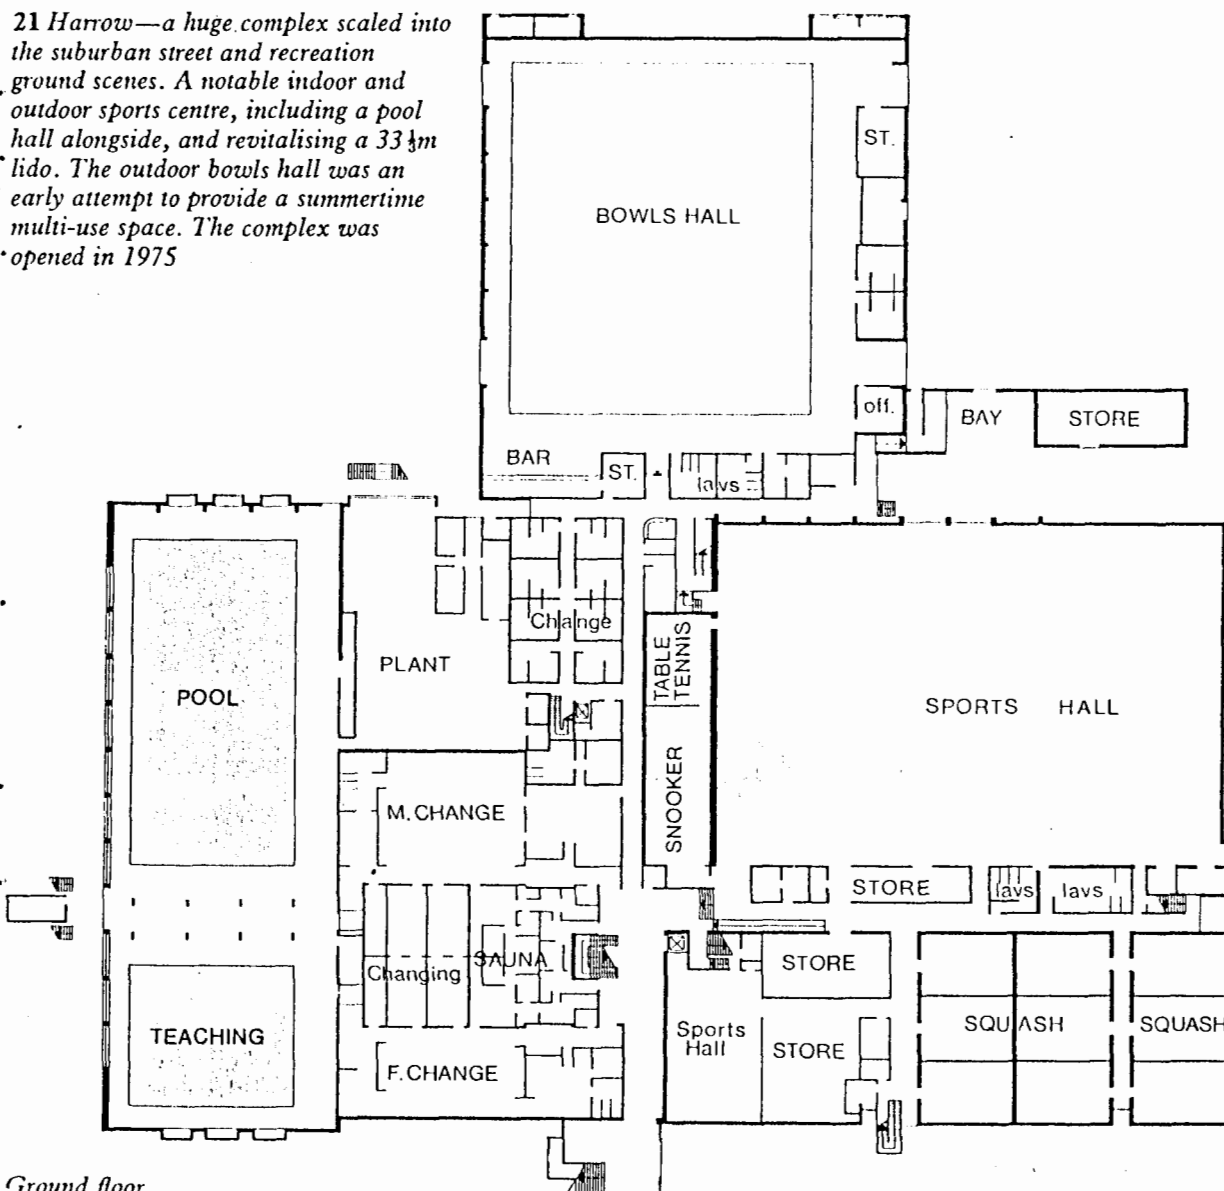 21 Harrow—a huge complex scaled into
the suburban street and recreation
ground scenes. A notable indoor and
outdoor sports centre, including a pool
hall alongside, and revitalising a 33⅓m
lido. The outdoor bowls hall was an
early attempt to provide a summertime
multi-use space. The complex was
opened in 1975
ST.
BOWLS HALL
off.
BAY
STORE
BAR
ST.
lavs
Change
TABLE
TENNIS
PLANT
POOL
SPORTS HALL
SNOOKER
M. CHANGE
STORE
lavs
lavs
SAUNA
Changing
STORE
TEACHING
Sports
Hall
STORE
SQUASH
SQUASH
F. CHANGE
Ground floor